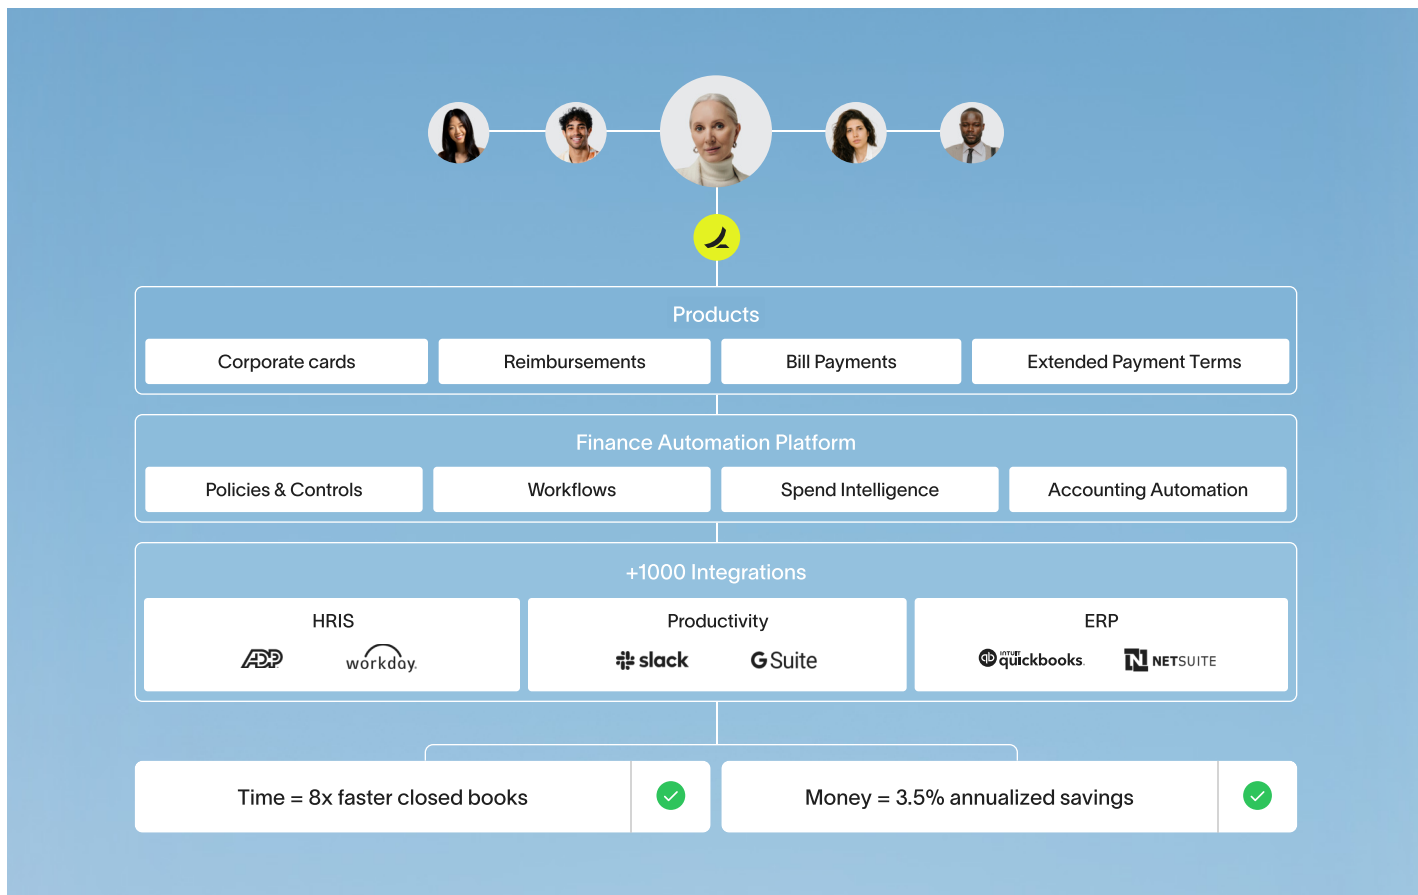 Products
Corporate cards
Reimbursements
Bill Payments
Extended Payment Terms
Finance Automation Platform
Policies & Controls
Workflows
Spend Intelligence
Accounting Automation
+1000 Integrations
HRIS
Productivity
ERP
ADP
workday.
slack
G Suite
qb INTUIT quickbooks.
N NETSUITE
Time = 8x faster closed books
Money = 3.5% annualized savings